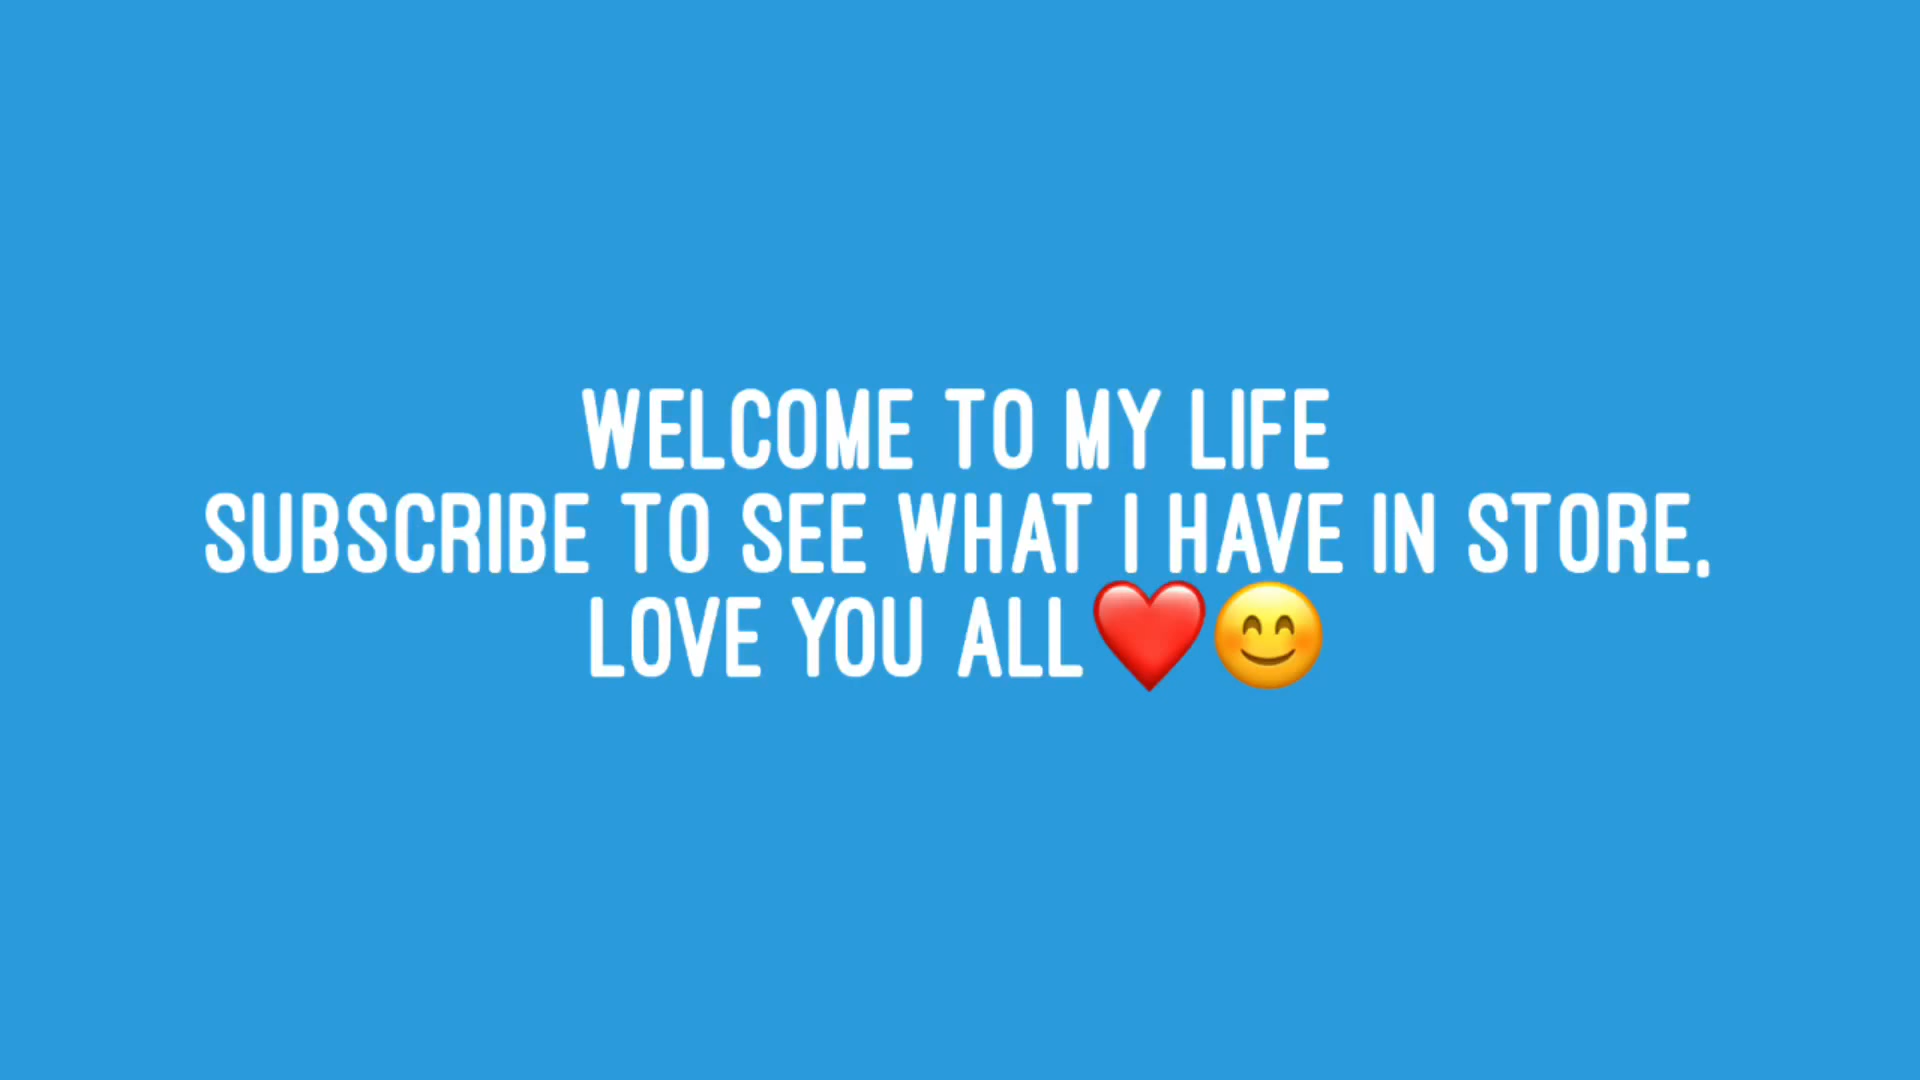 WELCOME TO MY LIFE
SUBSCRIBE TO SEE WHAT I HAVE IN STORE.
LOVE YOU ALL❤️😊